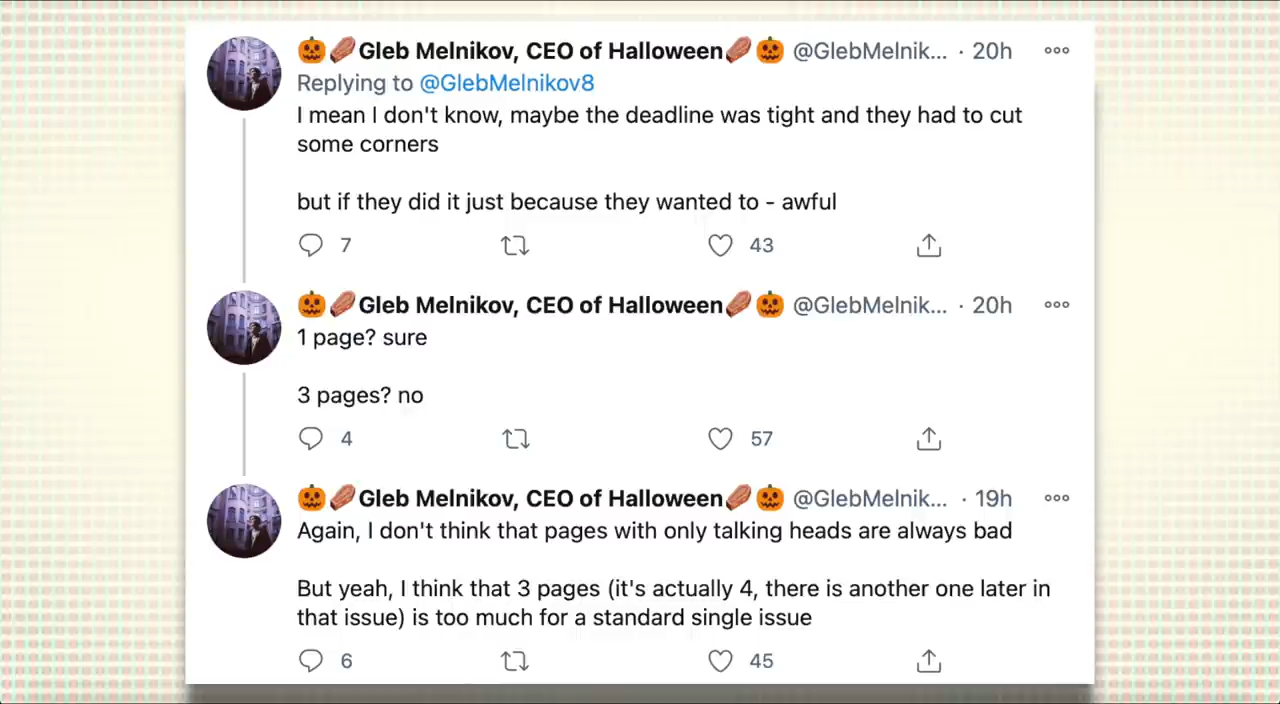 🎃⚰️Gleb Melnikov, CEO of Halloween⚰️🎃 @GlebMelnik... · 20h
Replying to @GlebMelnikov8
I mean I don't know, maybe the deadline was tight and they had to cut
some corners
but if they did it just because they wanted to - awful
7 43
🎃⚰️Gleb Melnikov, CEO of Halloween⚰️🎃 @GlebMelnik... · 20h
1 page? sure
3 pages? no
4 57
🎃⚰️Gleb Melnikov, CEO of Halloween⚰️🎃 @GlebMelnik... · 19h
Again, I don't think that pages with only talking heads are always bad
But yeah, I think that 3 pages (it's actually 4, there is another one later in
that issue) is too much for a standard single issue
6 45